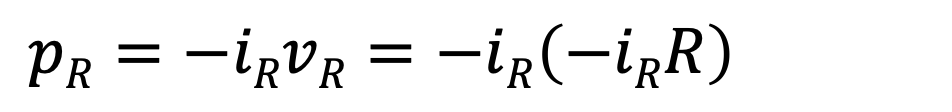 p_R = −i_R v_R = −i_R(−i_R R)